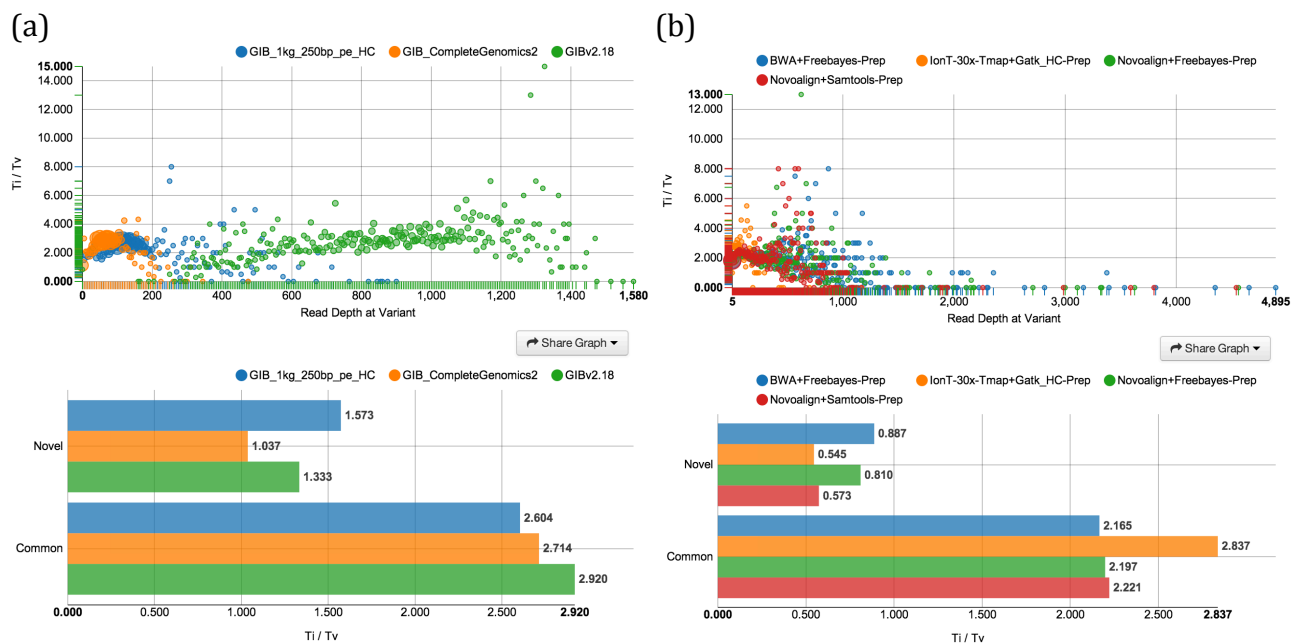 (a)
GIB_1kg_250bp_pe_HC GIB_CompleteGenomics2 GIBv2.18
15.000
14.000
12.000
10.000
8.000
6.000
4.000
2.000
0.000
Ti / Tv
0 200 400 600 800 1,000 1,200 1,400 1,580
Read Depth at Variant
Share Graph
GIB_1kg_250bp_pe_HC GIB_CompleteGenomics2 GIBv2.18
Novel
1.573
1.037
1.333
Common
2.604
2.714
2.920
0.000 0.500 1.000 1.500 2.000 2.500 2.920
Ti / Tv
(b)
BWA+Freebayes-Prep IonT-30x-Tmap+Gatk_HC-Prep Novoalign+Freebayes-Prep
Novoalign+Samtools-Prep
13.000
12.000
10.000
8.000
6.000
4.000
2.000
0.000
Ti / Tv
5 1,000 2,000 3,000 4,000 4,895
Read Depth at Variant
Share Graph
BWA+Freebayes-Prep IonT-30x-Tmap+Gatk_HC-Prep Novoalign+Freebayes-Prep
Novoalign+Samtools-Prep
Novel
0.887
0.545
0.810
0.573
Common
2.165
2.837
2.197
2.221
0.000 0.500 1.000 1.500 2.000 2.500 2.837
Ti / Tv